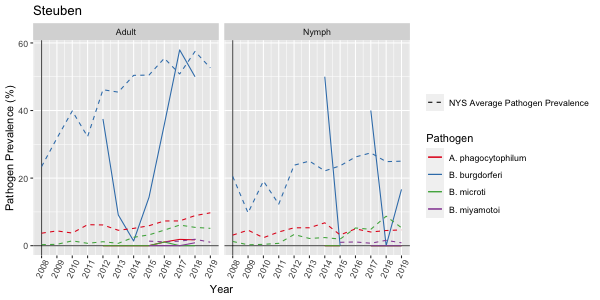 Steuben
Adult
Nymph
Pathogen Prevalence (%)
60
40
20
0
2008 2009 2010 2011 2012 2013 2014 2015 2016 2017 2018 2019
2008 2009 2010 2011 2012 2013 2014 2015 2016 2017 2018 2019
Year
NYS Average Pathogen Prevalence
Pathogen
A. phagocytophilum
B. burgdorferi
B. microti
B. miyamotoi